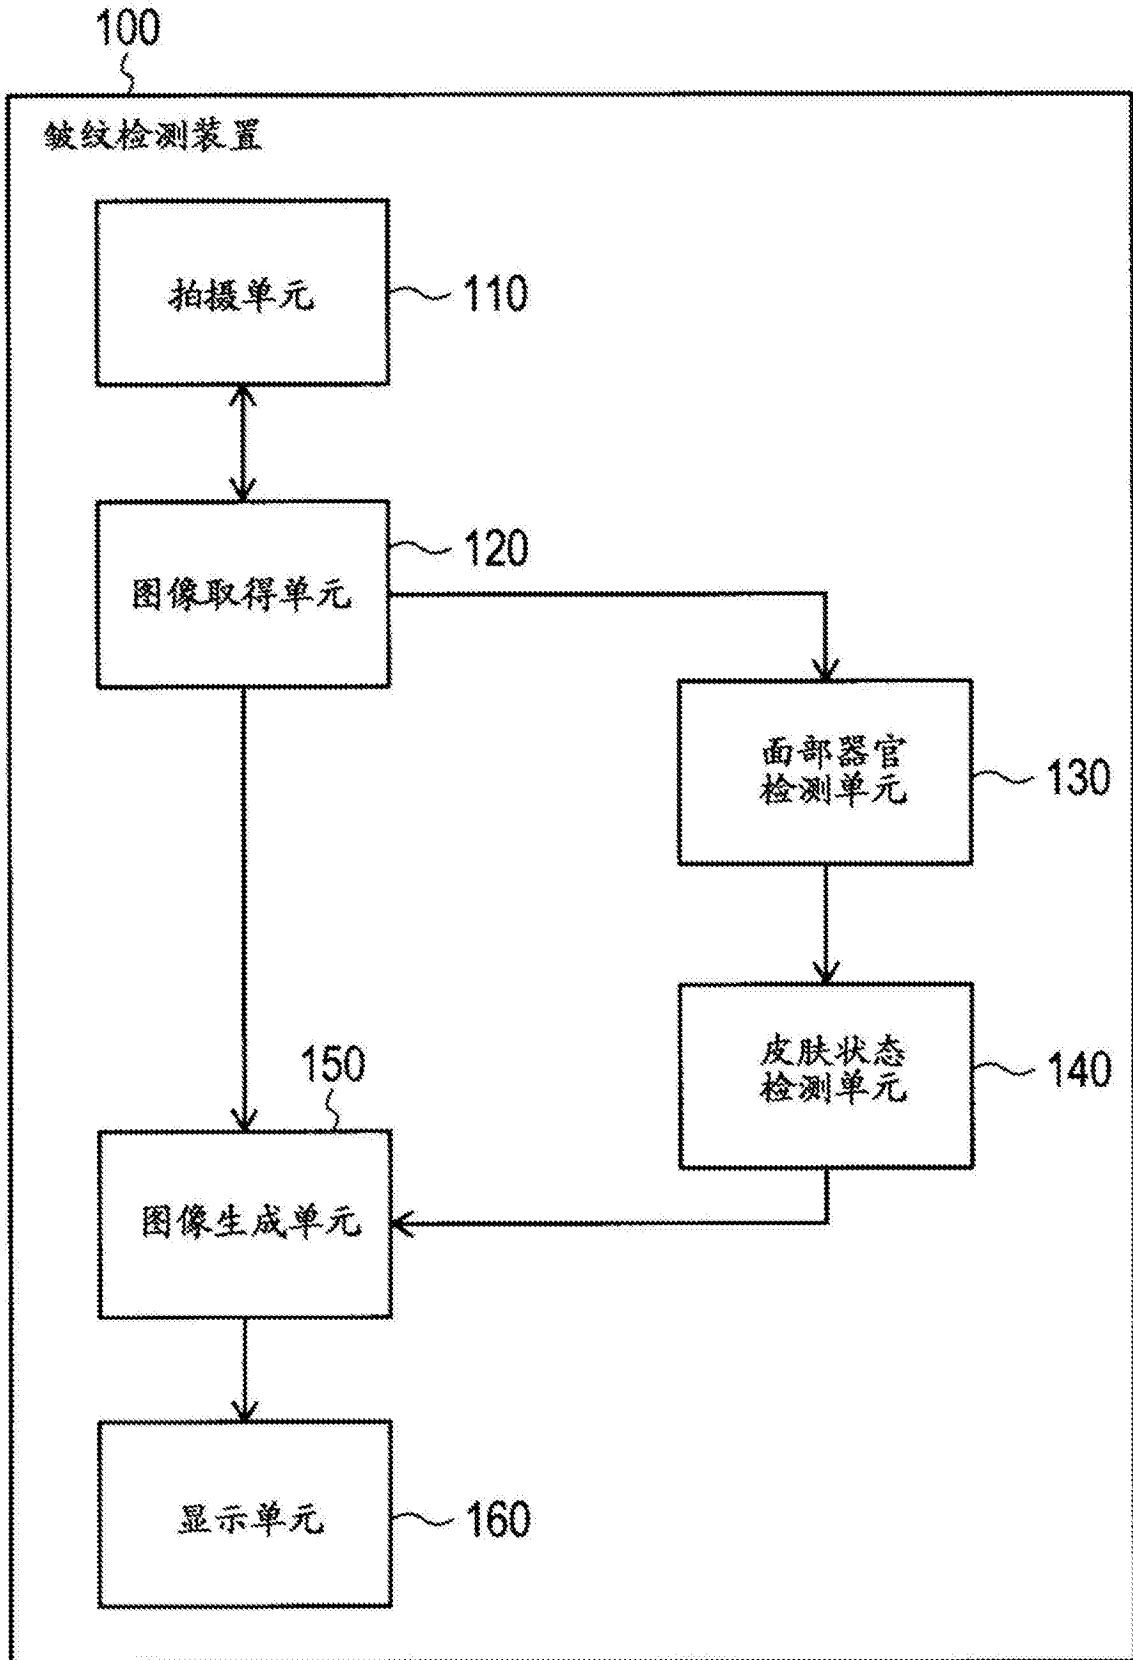 100
皱纹检测装置
拍摄单元
110
120
图像取得单元
面部器官
检测单元
130
皮肤状态
检测单元
140
150
图像生成单元
显示单元
160